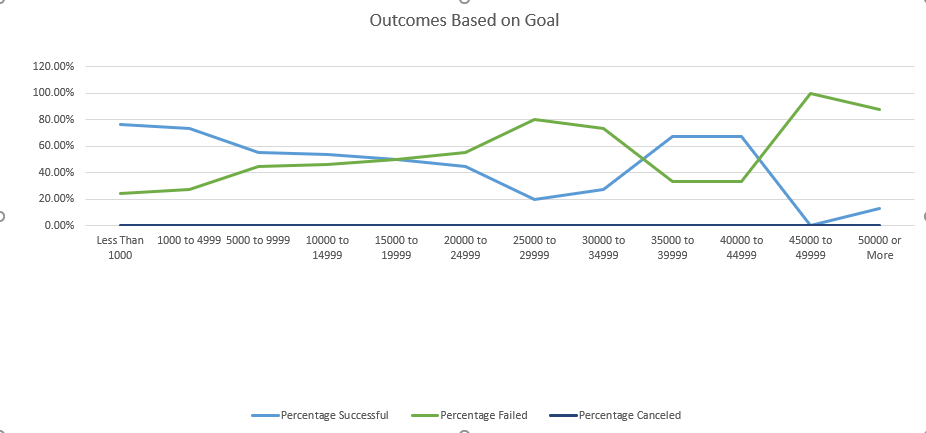 Outcomes Based on Goal
120.00%
100.00%
80.00%
60.00%
40.00%
20.00%
0.00%
Less Than 1000 to 4999 5000 to 9999 10000 to 15000 to 20000 to 25000 to 30000 to 35000 to 40000 to 45000 to 50000 or
1000 14999 19999 24999 29999 34999 39999 44999 49999 More
Percentage Successful Percentage Failed Percentage Canceled